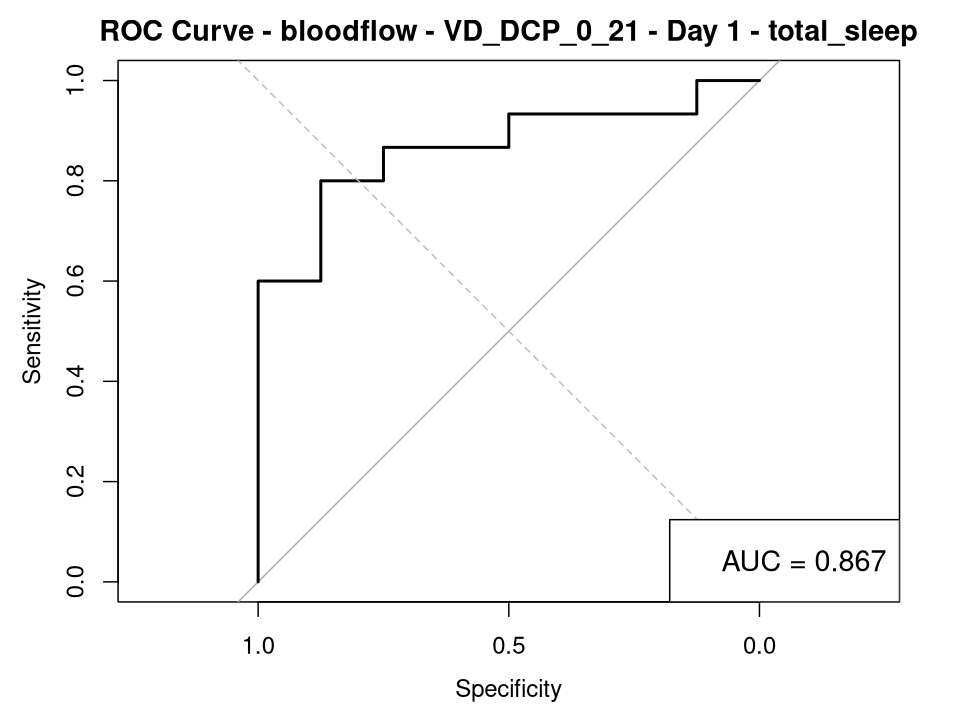 ROC Curve - bloodflow - VD_DCP_0_21 - Day 1 - total_sleep
1.0
0.8
0.6
0.4
0.2
0.0
Sensitivity
AUC = 0.867
1.0 0.5 0.0
Specificity